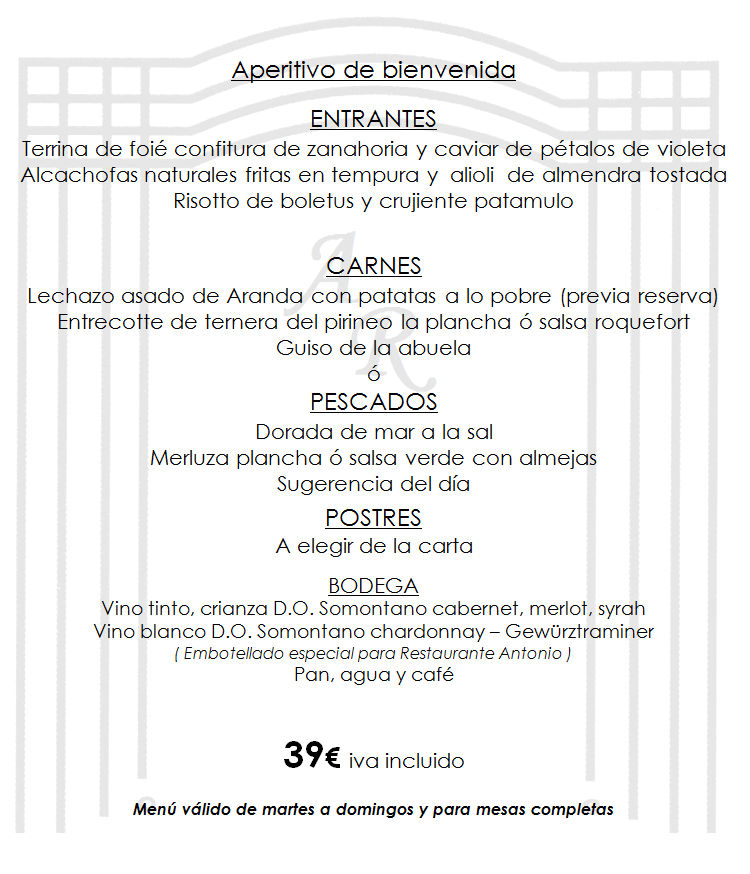 Aperitivo de bienvenida
ENTRANTES
Terrina de foié confitura de zanahoria y caviar de pétalos de violeta
Alcachofas naturales fritas en tempura y alioli de almendra tostada
Risotto de boletus y crujiente patamulo
AR
CARNES
Lechazo asado de Aranda con patatas a lo pobre (previa reserva)
Entrecotte de ternera del pirineo la plancha ó salsa roquefort
Guiso de la abuela
ó
PESCADOS
Dorada de mar a la sal
Merluza plancha ó salsa verde con almejas
Sugerencia del día
POSTRES
A elegir de la carta
BODEGA
Vino tinto, crianza D.O. Somontano cabernet, merlot, syrah
Vino blanco D.O. Somontano chardonnay – Gewürztraminer
( Embotellado especial para Restaurante Antonio )
Pan, agua y café
39€ iva incluido
Menú válido de martes a domingos y para mesas completas